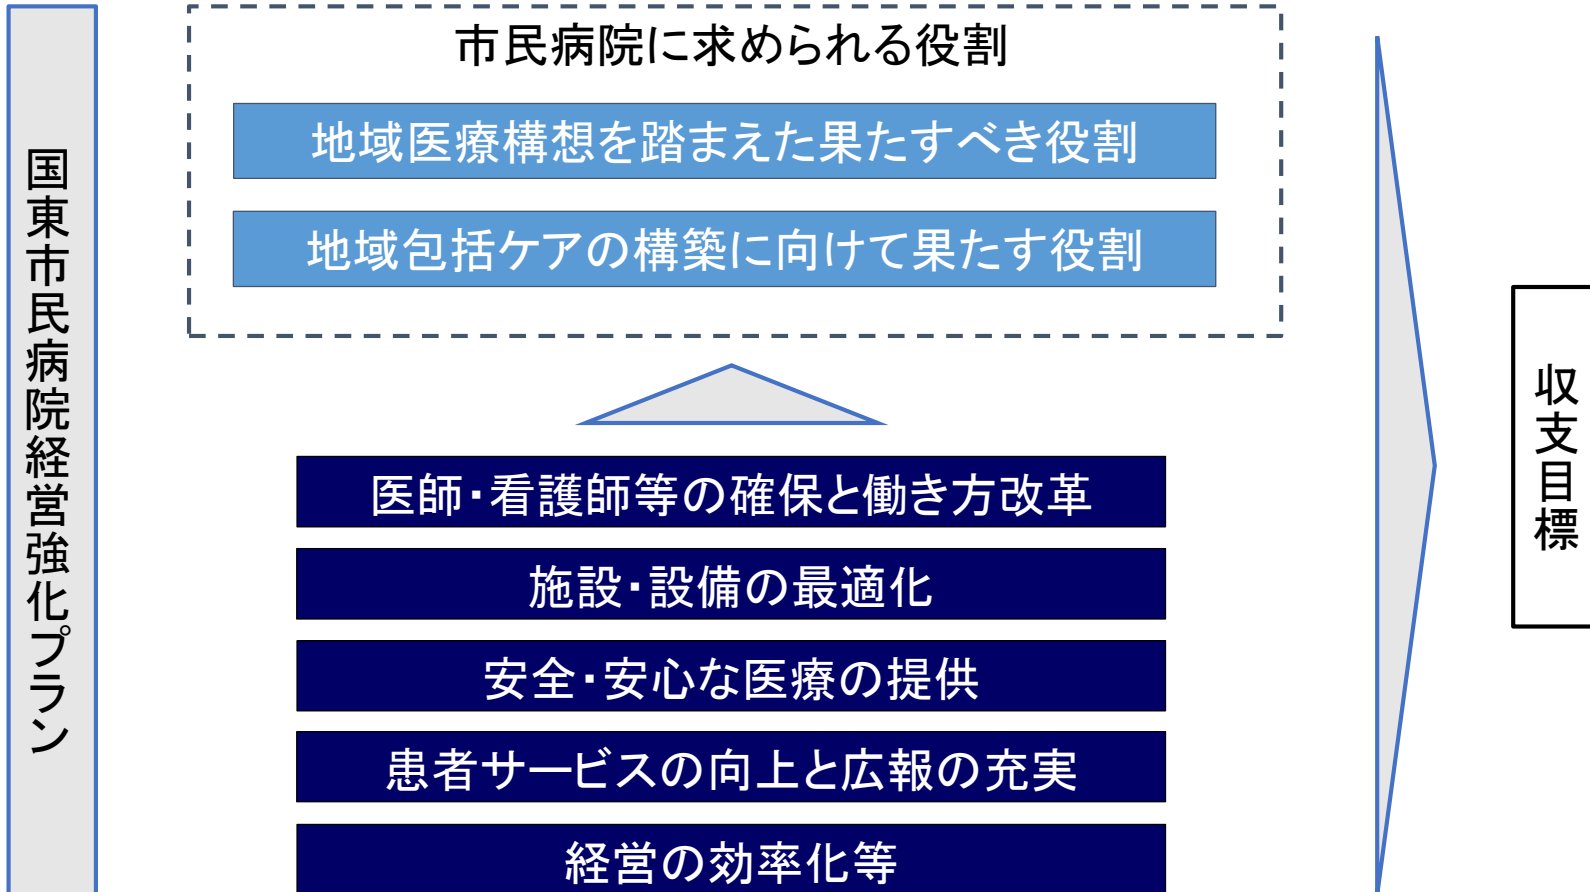 国東市民病院経営強化プラン
市民病院に求められる役割
地域医療構想を踏まえた果たすべき役割
地域包括ケアの構築に向けて果たす役割
医師・看護師等の確保と働き方改革
施設・設備の最適化
安全・安心な医療の提供
患者サービスの向上と広報の充実
経営の効率化等
収支目標